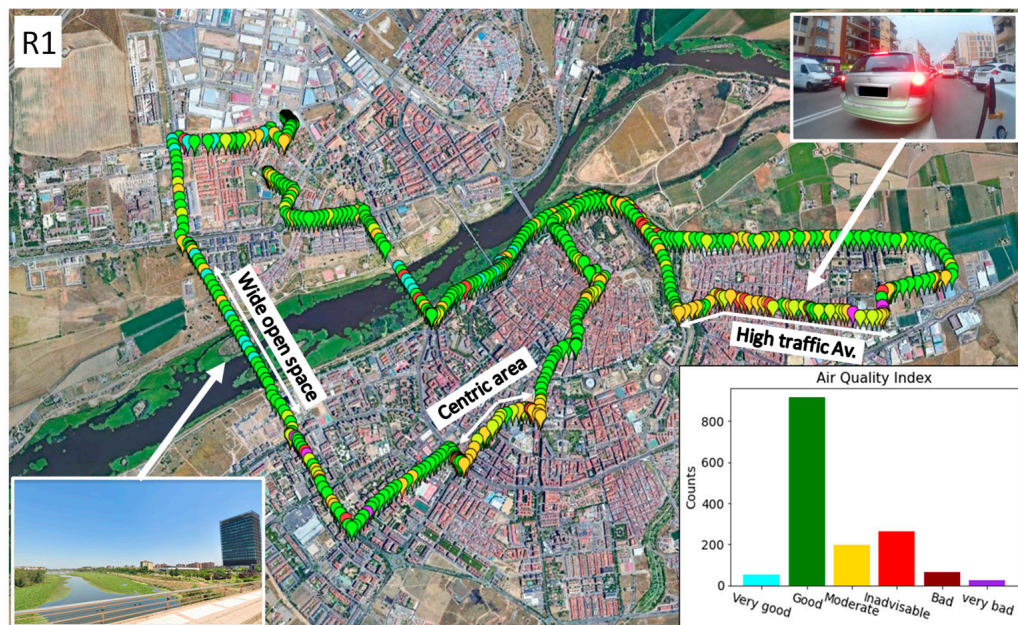 R1
Wide open space
Centric area
High traffic Av.
Air Quality Index
Counts
800
600
400
200
0
Very good
Good
Moderate
Inadvisable
Bad
very bad